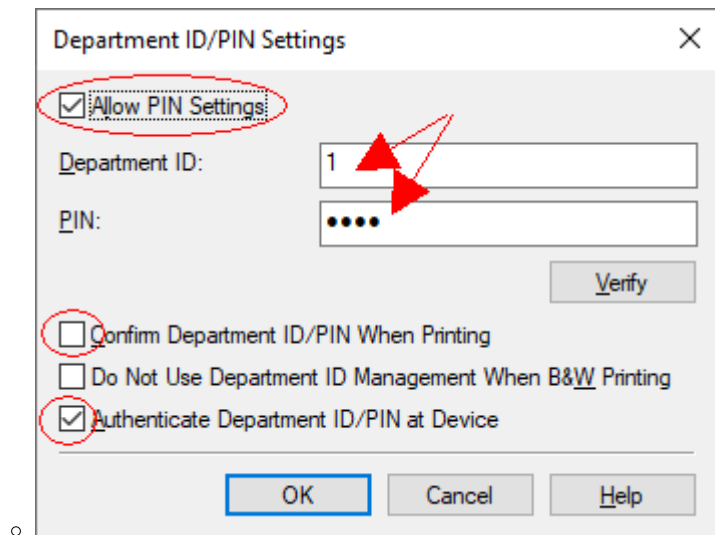 Department ID/PIN Settings
Allow PIN Settings
Department ID: 1
PIN: ••••
Verify
Confirm Department ID/PIN When Printing
Do Not Use Department ID Management When B&W Printing
Authenticate Department ID/PIN at Device
OK Cancel Help